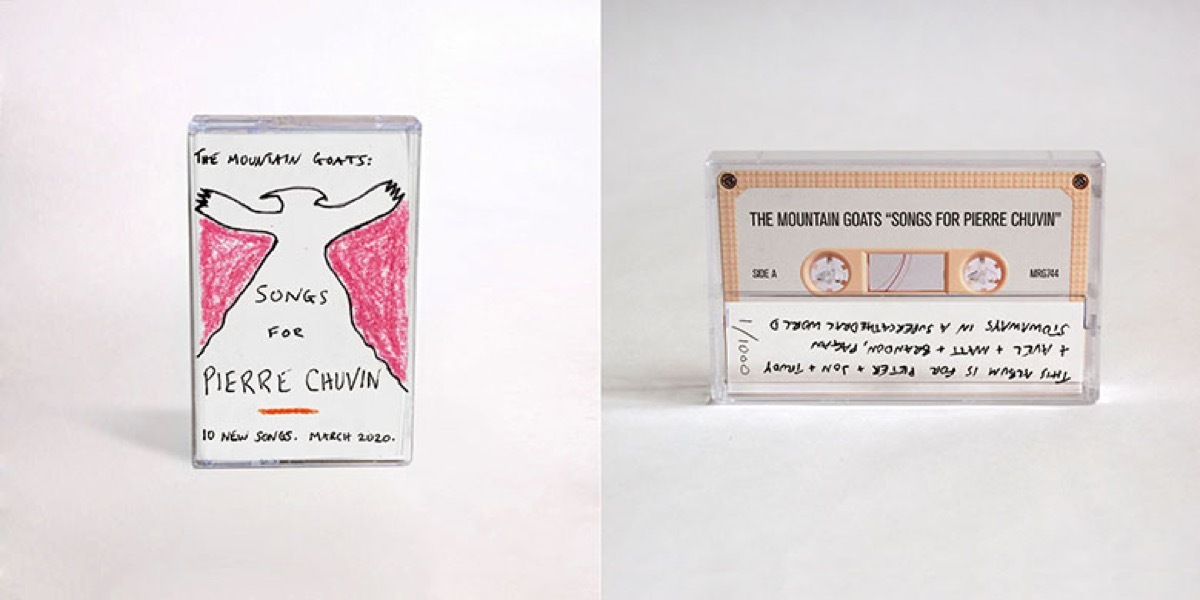 THE MOUNTAIN GOATS:
SONGS
FOR
PIERRE CHUVIN
10 NEW SONGS. MARCH 2020.
THE MOUNTAIN GOATS “SONGS FOR PIERRE CHUVIN”
SIDE A
MRG744
THIS ALBUM IS FOR PETER + JON + TRUDY
+ AVEL + MATT + BRANDON, PAGAN
STOWAWAYS IN A SUPERCATHEDRAL WORLD
1/1000